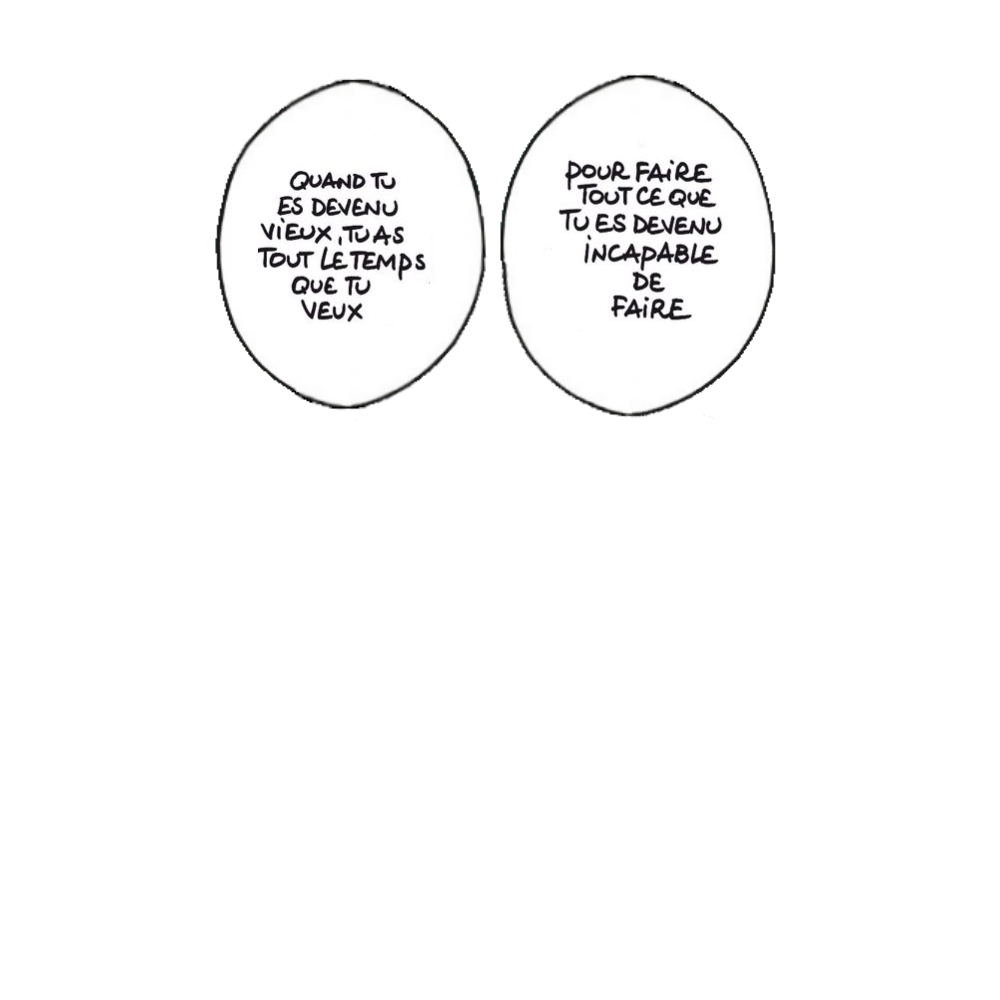 QUAND TU
ES DEVENU
VIEUX, TU AS
TOUT LE TEMPS
QUE TU
VEUX
POUR FAIRE
TOUT CE QUE
TU ES DEVENU
INCAPABLE
DE
FAIRE